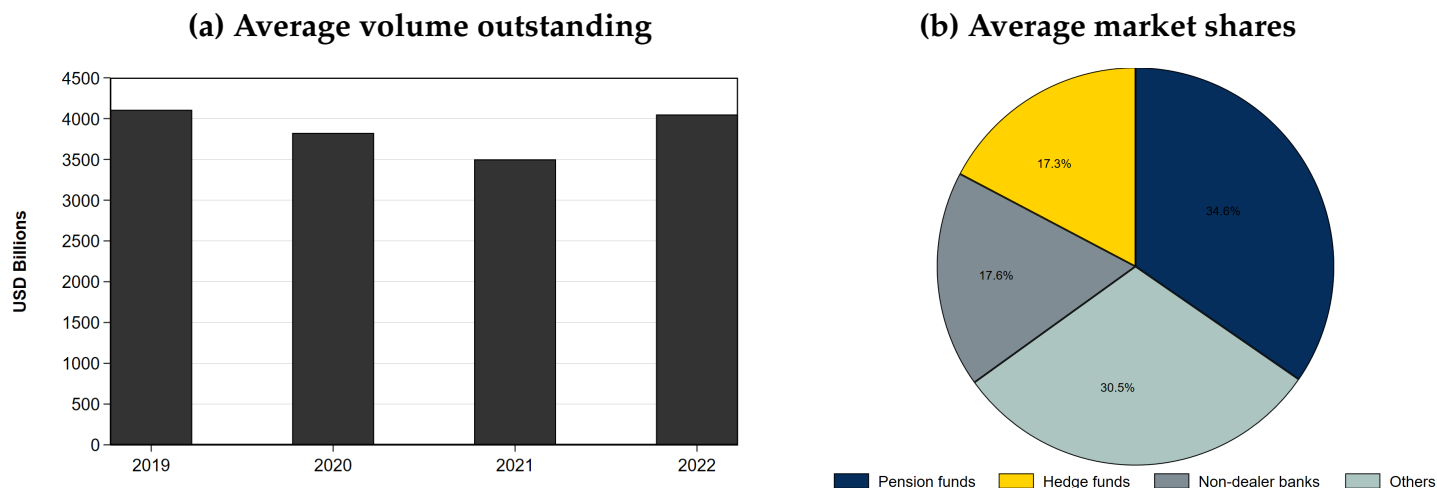 (a) Average volume outstanding
USD Billions
4500
4000
3500
3000
2500
2000
1500
1000
500
0
2019 2020 2021 2022
(b) Average market shares
17.3%
34.6%
17.6%
30.5%
Pension funds Hedge funds Non-dealer banks Others